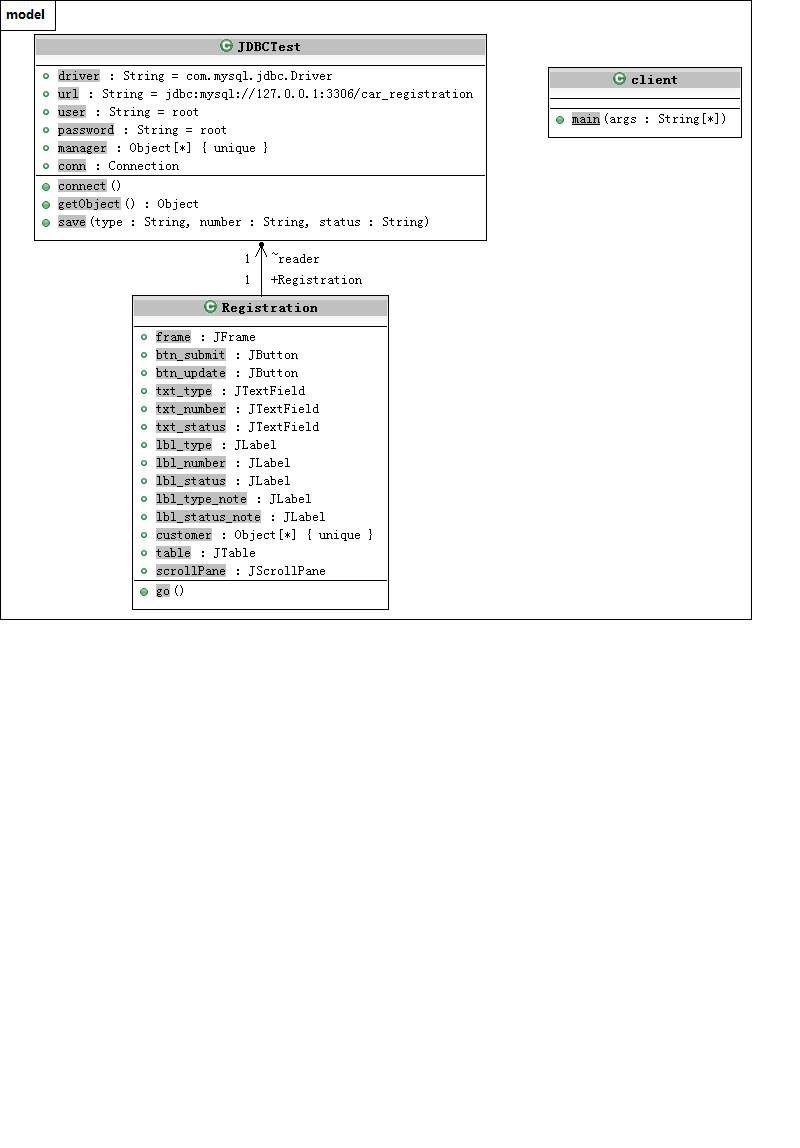 model
JDBCTest
driver : String = com.mysql.jdbc.Driver
url : String = jdbc:mysql://127.0.0.1:3306/car_registration
user : String = root
password : String = root
manager : Object[*] { unique }
conn : Connection
connect()
getObject() : Object
save(type : String, number : String, status : String)
client
main(args : String[*])
1 ~reader
1 +Registration
Registration
frame : JFrame
btn_submit : JButton
btn_update : JButton
txt_type : JTextField
txt_number : JTextField
txt_status : JTextField
lbl_type : JLabel
lbl_number : JLabel
lbl_status : JLabel
lbl_type_note : JLabel
lbl_status_note : JLabel
customer : Object[*] { unique }
table : JTable
scrollPane : JScrollPane
go()